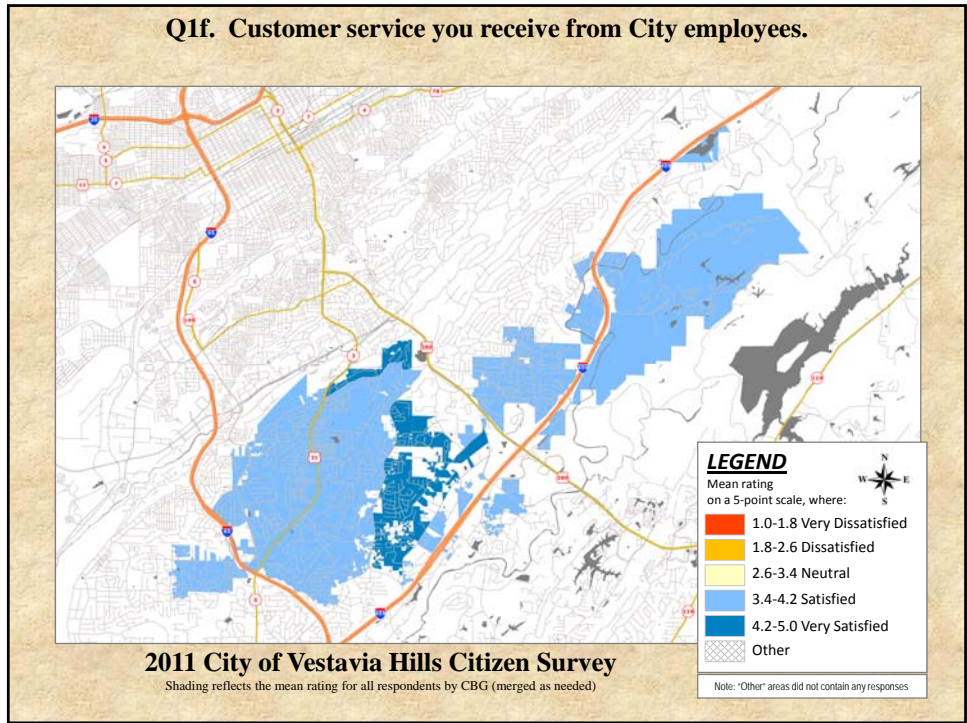 Q1f. Customer service you receive from City employees.
LEGEND
Mean rating
on a 5-point scale, where:
N
W E
S
1.0-1.8 Very Dissatisfied
1.8-2.6 Dissatisfied
2.6-3.4 Neutral
3.4-4.2 Satisfied
4.2-5.0 Very Satisfied
Other
Note: "Other" areas did not contain any responses
2011 City of Vestavia Hills Citizen Survey
Shading reflects the mean rating for all respondents by CBG (merged as needed)